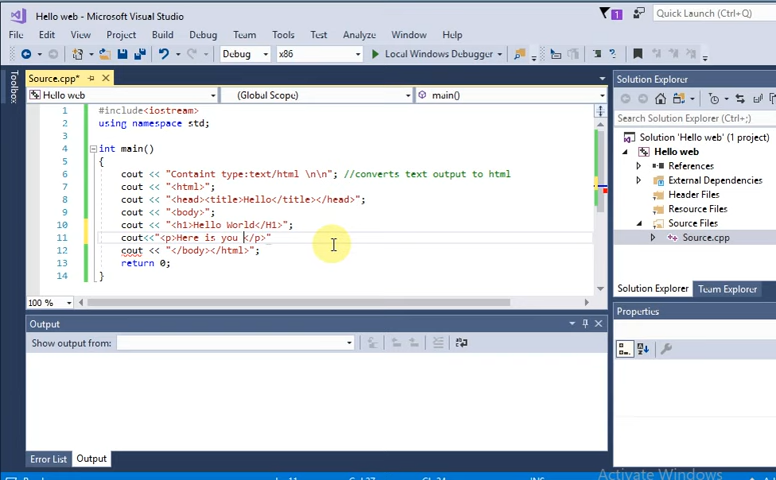 Hello web - Microsoft Visual Studio
1
Quick Launch (Ctrl+Q)
File Edit View Project Build Debug Team Tools Test Analyze Window Help
Debug x86 Local Windows Debugger
Toolbox
Source.cpp*
Hello web (Global Scope) main()
1 #include<iostream>
2 using namespace std;
3
4 int main()
5 {
6 cout << "Containt type:text/html \n\n"; //converts text output to html
7 cout << "<html>";
8 cout << "<head><title>Hello</title></head>";
9 cout << "<body>";
10 cout << "<h1>Hello World</H1>";
11 cout<<"<p>Here is you </p>"
12 cout << "</body></html>";
13 return 0;
14 }
100 %
Output
Show output from:
Error List Output
Solution Explorer
Search Solution Explorer (Ctrl+;)
Solution 'Hello web' (1 project)
Hello web
References
External Dependencies
Header Files
Resource Files
Source.cpp
Solution Explorer Team Explorer
Properties
Activate Windows